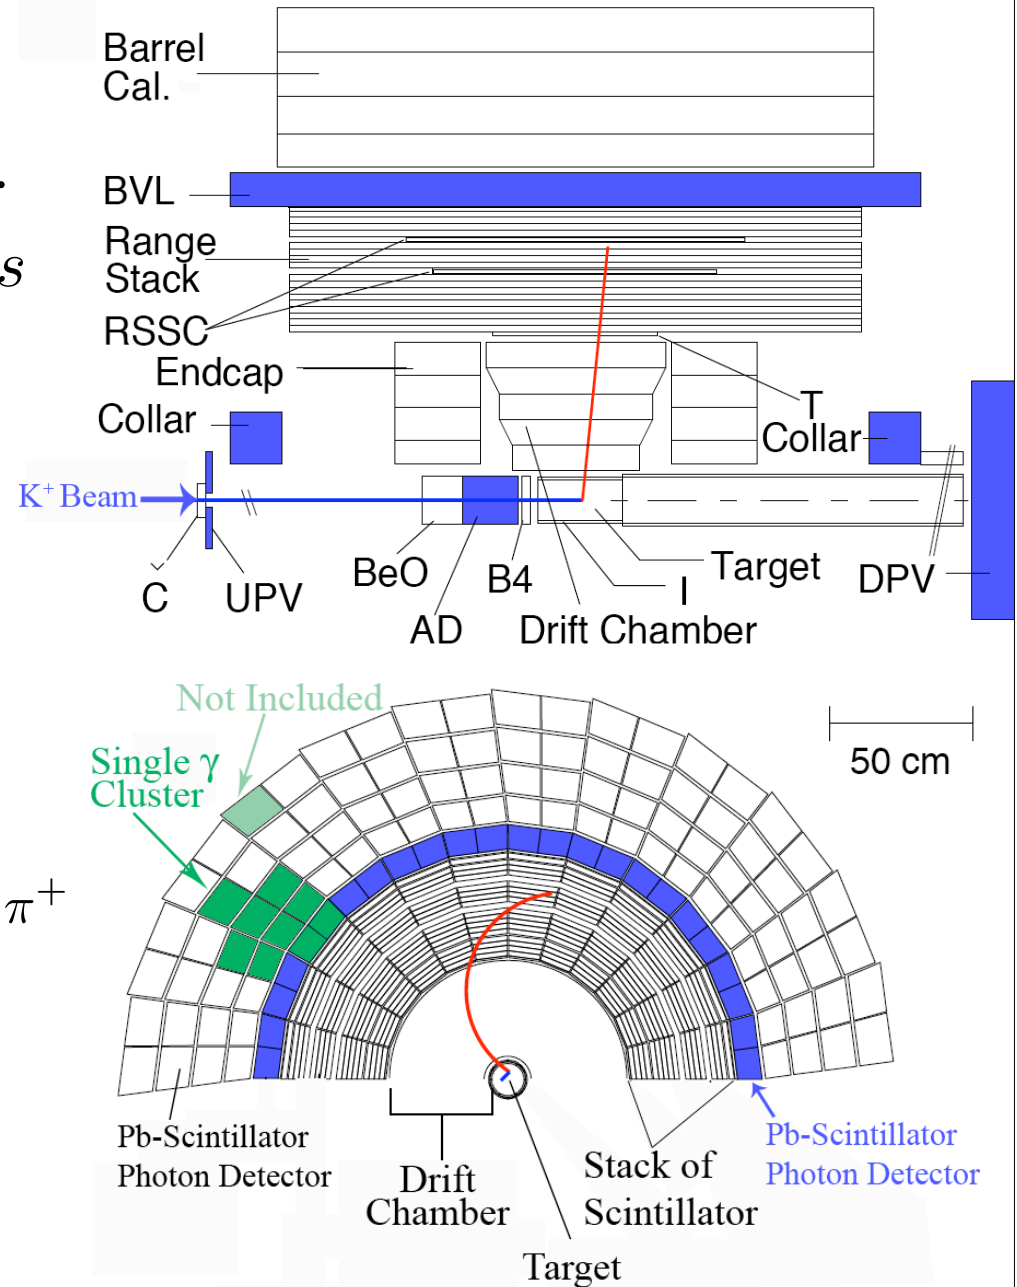 Barrel
Cal.
.
BVL
s
Range
Stack
RSSC
Endcap
T
Collar
Collar
K+ Beam
C
UPV
BeO
AD
B4
I
Target
DPV
Drift Chamber
Not Included
50 cm
Single γ
Cluster
π+
Pb-Scintillator
Photon Detector
Drift
Chamber
Stack of
Scintillator
Pb-Scintillator
Photon Detector
Target